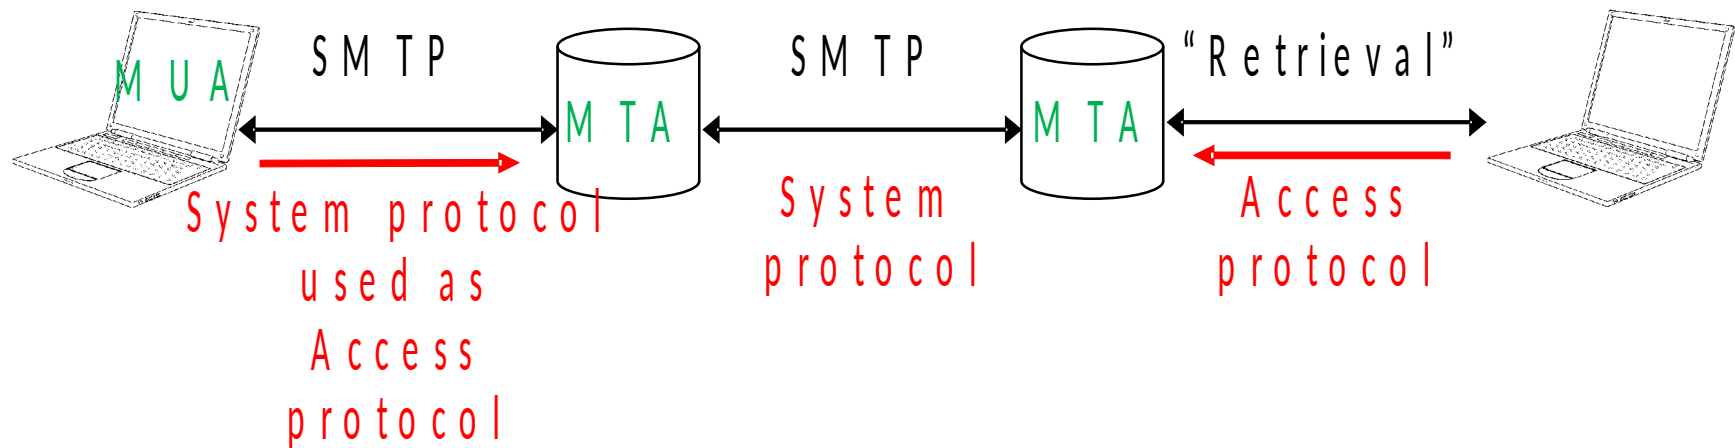 SMTP
SMTP
“Retrieval”
MUA
MTA
MTA
System protocol
used as
Access
protocol
System
protocol
Access
protocol